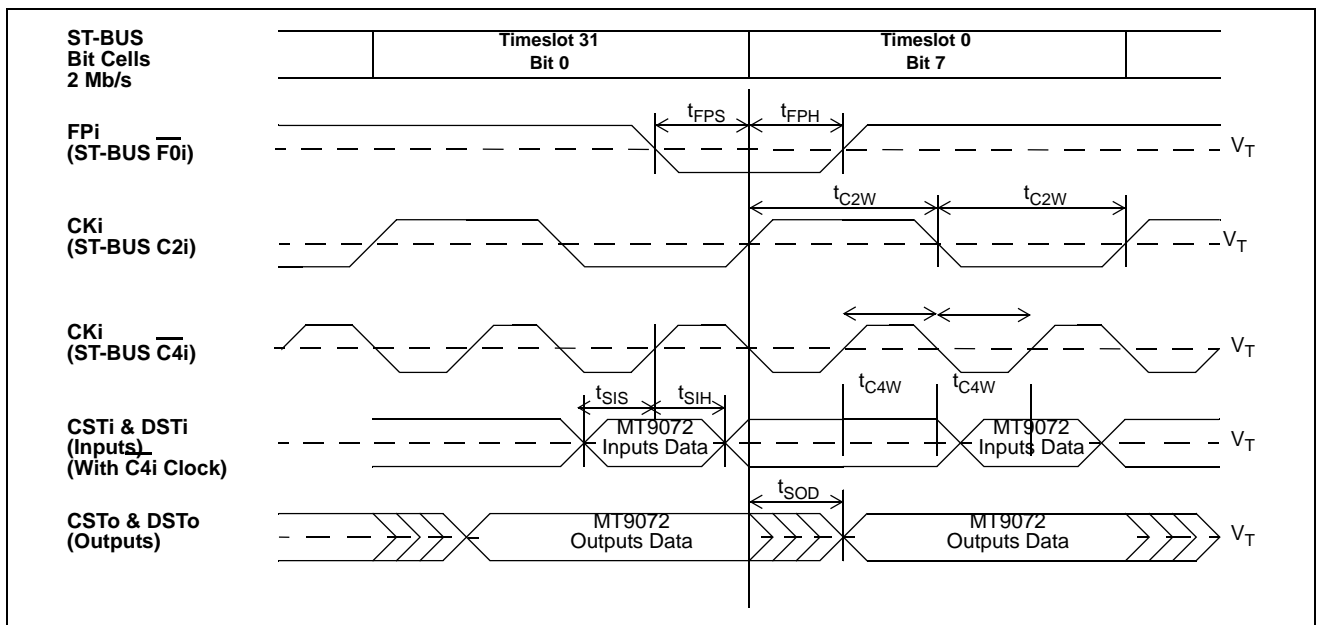 ST-BUS
Bit Cells
2 Mb/s
Timeslot 31
Bit 0
Timeslot 0
Bit 7
FPi
(ST-BUS F0i)
tFPS
tFPH
VT
CKi
(ST-BUS C2i)
tC2W
tC2W
VT
CKi
(ST-BUS C4i)
VT
tC4W
tC4W
CSTi & DSTi
(Inputs)
(With C4i Clock)
tSIS
tSIH
MT9072
Inputs Data
MT9072
Inputs Data
VT
CSTo & DSTo
(Outputs)
tSOD
MT9072
Outputs Data
MT9072
Outputs Data
VT